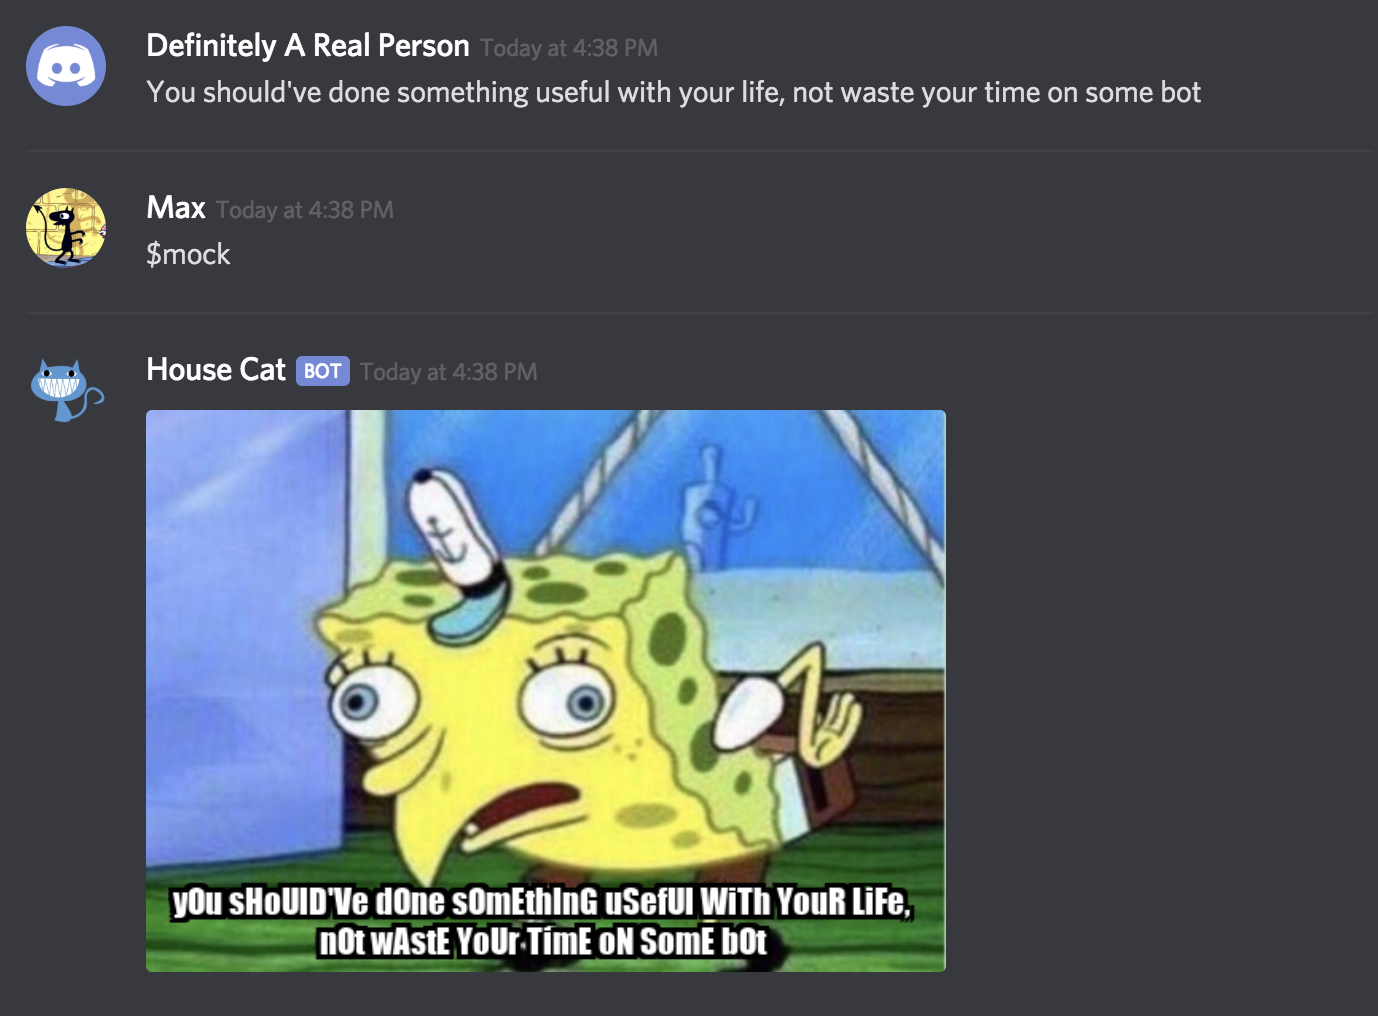 Definitely A Real Person Today at 4:38 PM
You should've done something useful with your life, not waste your time on some bot
Max Today at 4:38 PM
$mock
House Cat BOT Today at 4:38 PM
yOu sHoUlD'Ve dOne sOmEthInG uSefUl WiTh YouR LiFe,
nOt wAstE YoUr TimE oN SomE bOt